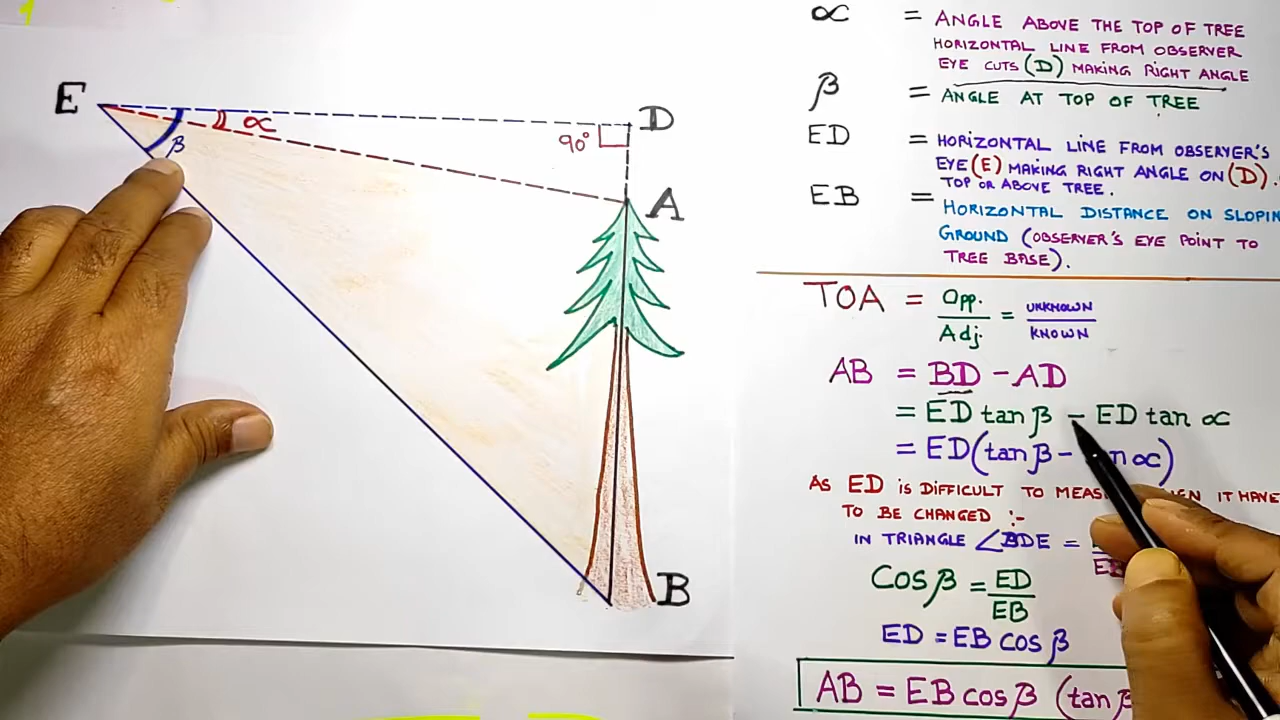 E
α
β
90°
D
A
B
α = ANGLE ABOVE THE TOP OF TREE
HORIZONTAL LINE FROM OBSERVER
EYE CUTS (D) MAKING RIGHT ANGLE
β = ANGLE AT TOP OF TREE
ED = HORIZONTAL LINE FROM OBSERVER'S
EYE (E) MAKING RIGHT ANGLE ON (D).
TOP OR ABOVE TREE.
EB = HORIZONTAL DISTANCE ON SLOPIN
GROUND (OBSERVER'S EYE POINT TO
TREE BASE).
TOA = Opp. / Adj. = UNKNOWN / KNOWN
AB = BD - AD
= ED tan β - ED tan α
= ED (tan β - an α)
AS ED IS DIFFICULT TO MEAS EN IT HAVE
TO BE CHANGED :-
IN TRIANGLE ∠BDE =
Cos β = ED / EB
ED = EB cos β
AB = EB cos β (tan β